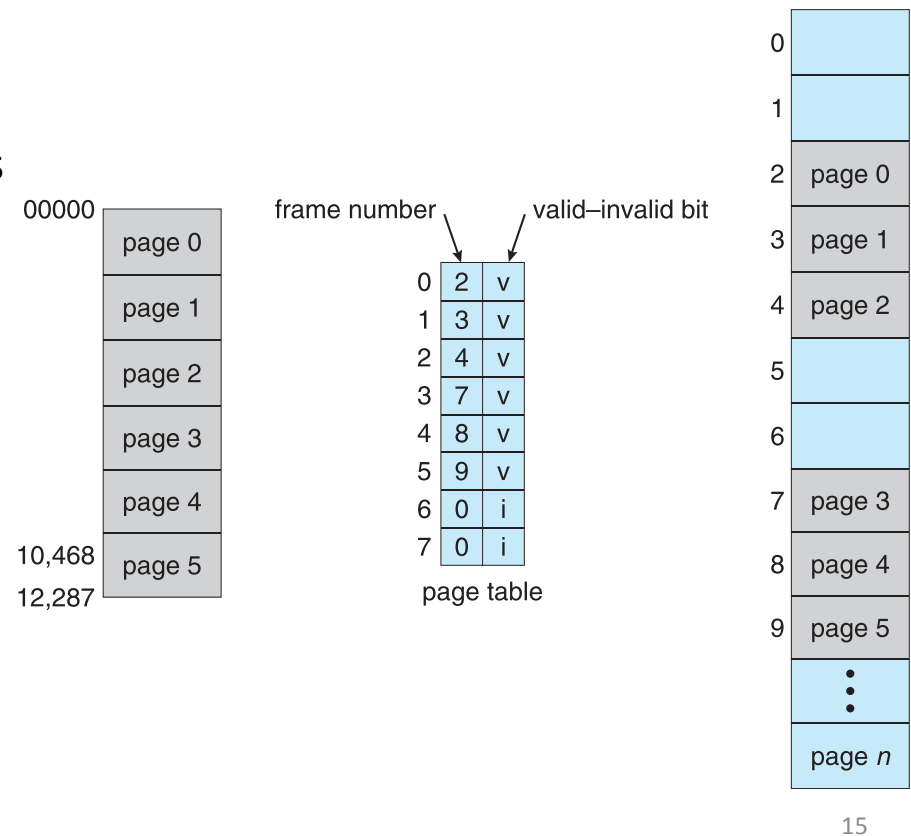 s
00000
page 0
page 1
page 2
page 3
page 4
10,468
page 5
12,287
frame number
valid–invalid bit
0 2 v
1 3 v
2 4 v
3 7 v
4 8 v
5 9 v
6 0 i
7 0 i
page table
0
1
2 page 0
3 page 1
4 page 2
5
6
7 page 3
8 page 4
9 page 5
page n
15